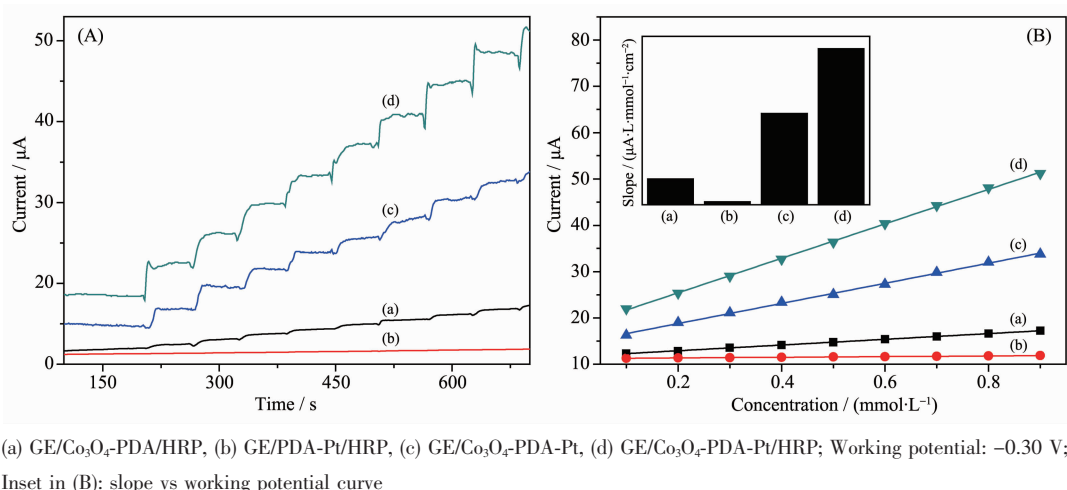 (A)
50
40
30
20
0
Current / μA
150
300
450
600
Time / s
(d)
(c)
(a)
(b)
(B)
80
70
60
50
40
30
20
10
Current / μA
0.2
0.4
0.6
0.8
Concentration / (mmol·L⁻¹)
(d)
(c)
(a)
(b)
Slope / (μA·L·mmol⁻¹·cm⁻²)
(a) (b) (c) (d)
(a) GE/Co₃O₄-PDA/HRP, (b) GE/PDA-Pt/HRP, (c) GE/Co₃O₄-PDA-Pt, (d) GE/Co₃O₄-PDA-Pt/HRP; Working potential: −0.30 V;
Inset in (B): slope vs working potential curve